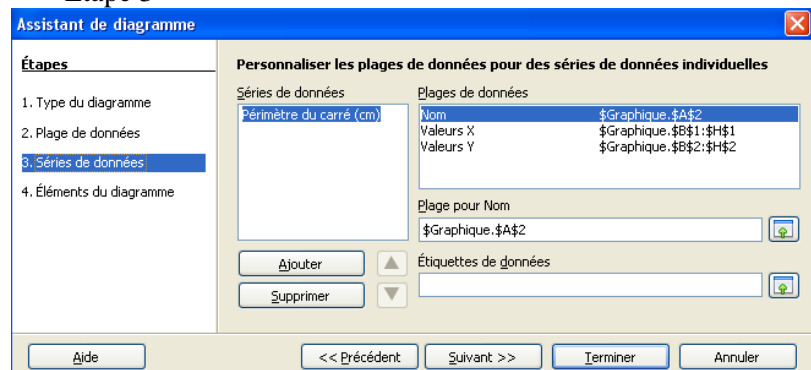 Etape 3
Assistant de diagramme
Étapes
1. Type du diagramme
2. Plage de données
3. Séries de données
4. Éléments du diagramme
Personnaliser les plages de données pour des séries de données individuelles
Séries de données
Périmètre du carré (cm)
Ajouter
Supprimer
Plages de données
Nom $Graphique.$A$2
Valeurs X $Graphique.$B$1:$H$1
Valeurs Y $Graphique.$B$2:$H$2
Plage pour Nom
$Graphique.$A$2
Étiquettes de données
Aide
<< Précédent
Suivant >>
Terminer
Annuler